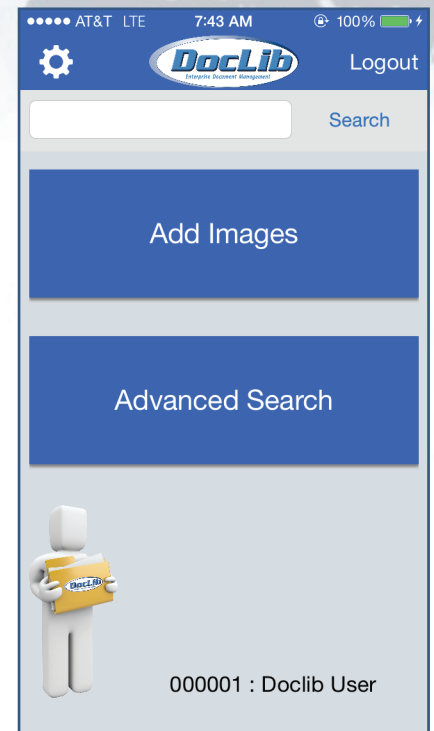 AT&T LTE 7:43 AM 100%
DocLib
Enterprise Document Management
Logout
Search
Add Images
Advanced Search
DocLib
000001 : Doclib User